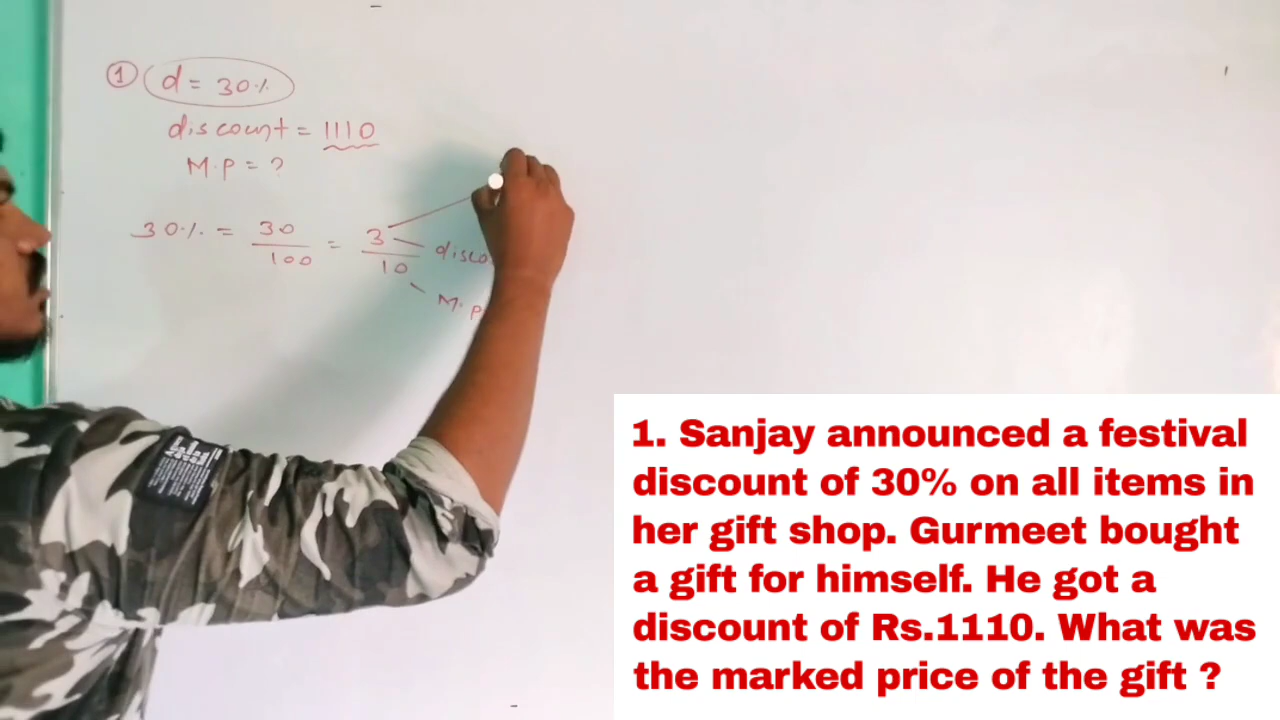 ① d = 30%
discount = 1110
M.P = ?
30% = 30/100 = 3/10
M.P
1. Sanjay announced a festival
discount of 30% on all items in
her gift shop. Gurmeet bought
a gift for himself. He got a
discount of Rs.1110. What was
the marked price of the gift ?